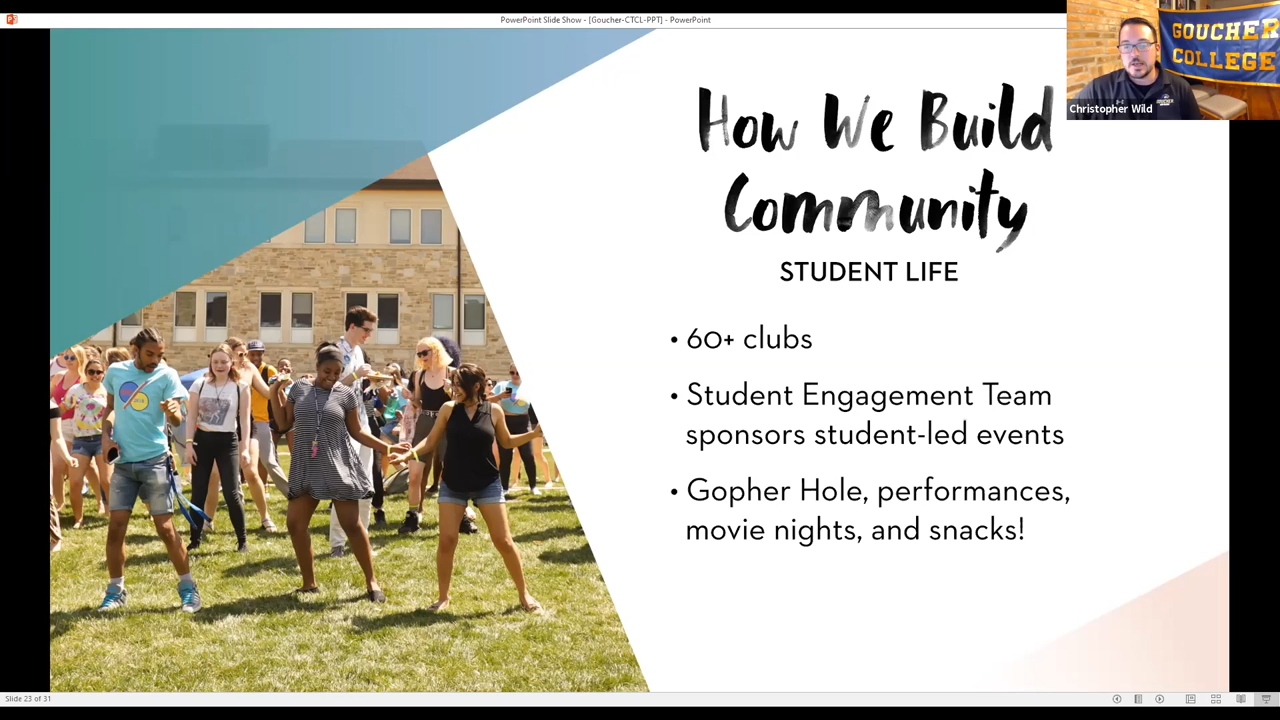 PowerPoint Slide Show - [Goucher-CTCL-PPT] - PowerPoint
GOUCHER
COLLEGE
Christopher Wild
How We Build
Community
STUDENT LIFE
• 60+ clubs
• Student Engagement Team
sponsors student-led events
• Gopher Hole, performances,
movie nights, and snacks!
Slide 23 of 31